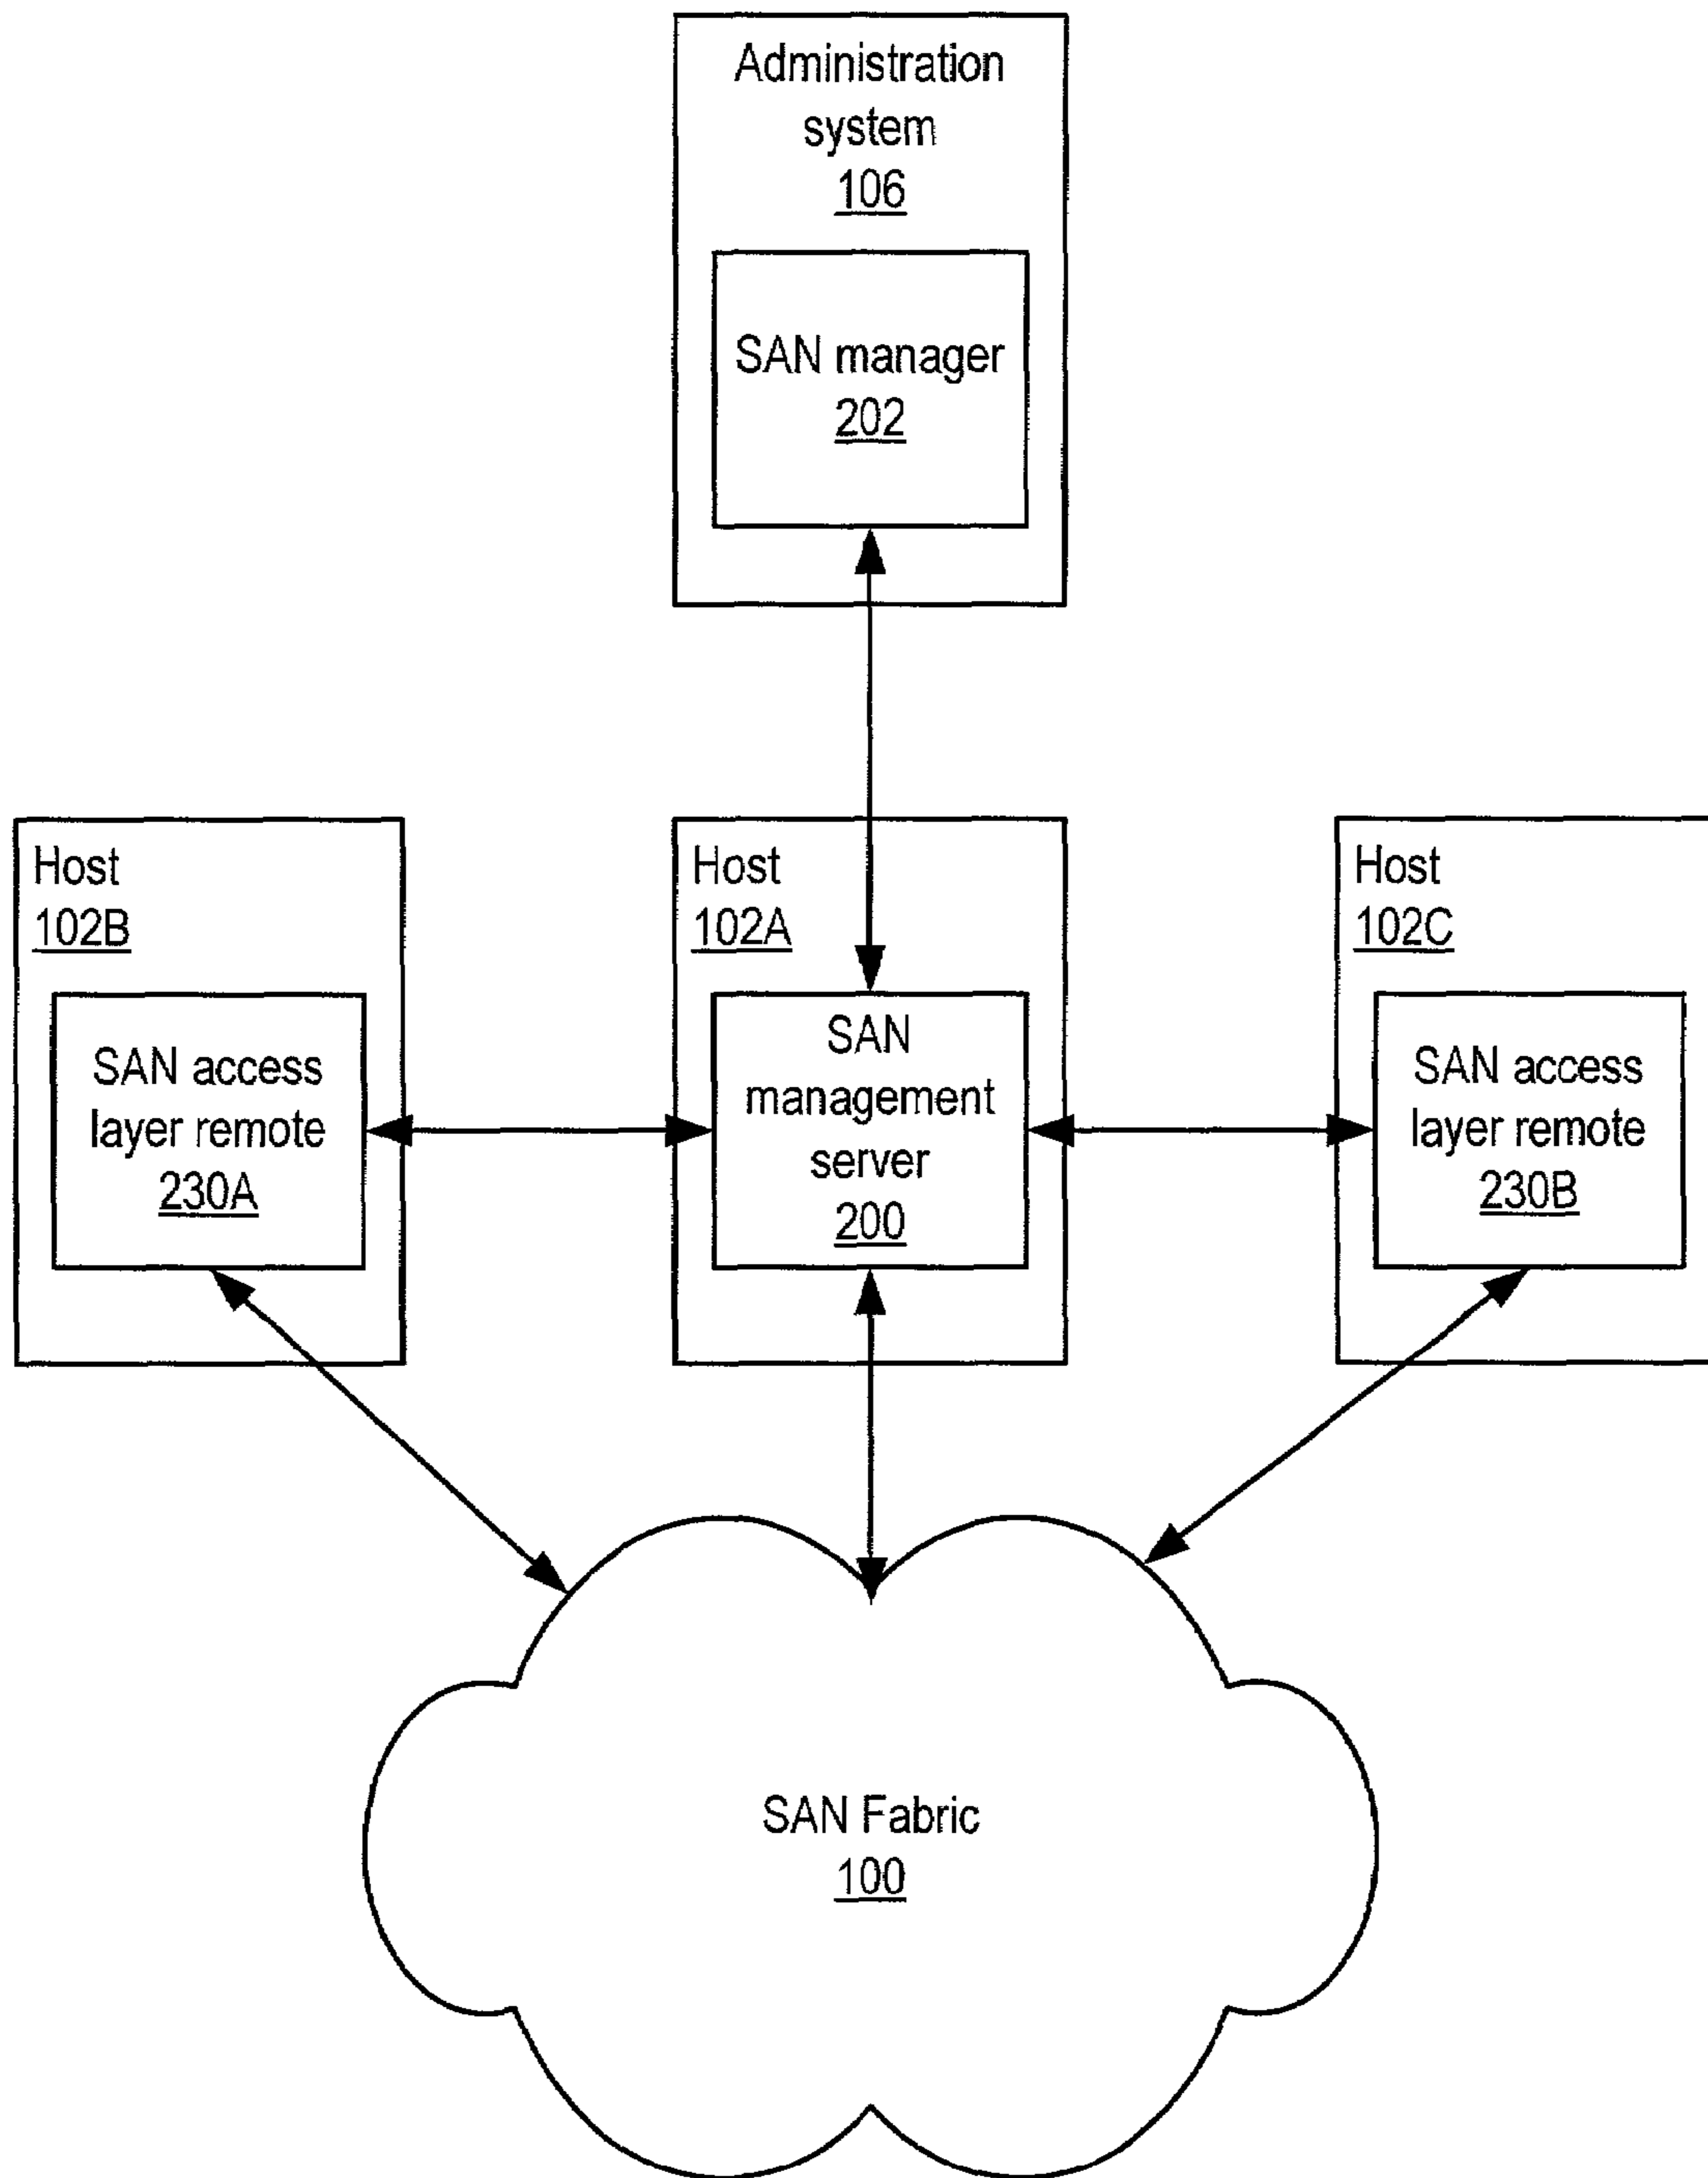 Administration
system
106
SAN manager
202
Host
102B
SAN access
layer remote
230A
Host
102A
SAN
management
server
200
Host
102C
SAN access
layer remote
230B
SAN Fabric
100